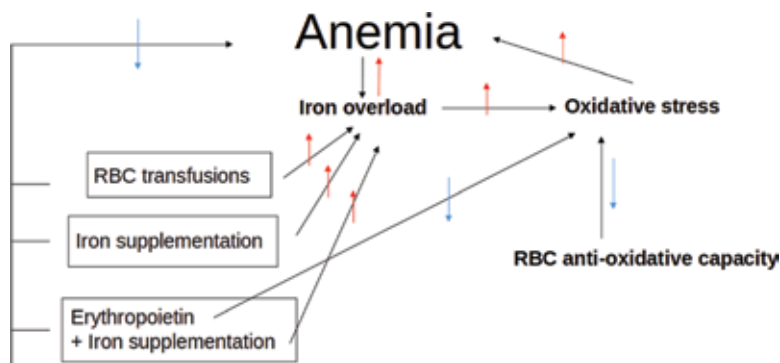 Anemia
Iron overload
Oxidative stress
RBC transfusions
Iron supplementation
RBC anti-oxidative capacity
Erythropoietin
+ Iron supplementation